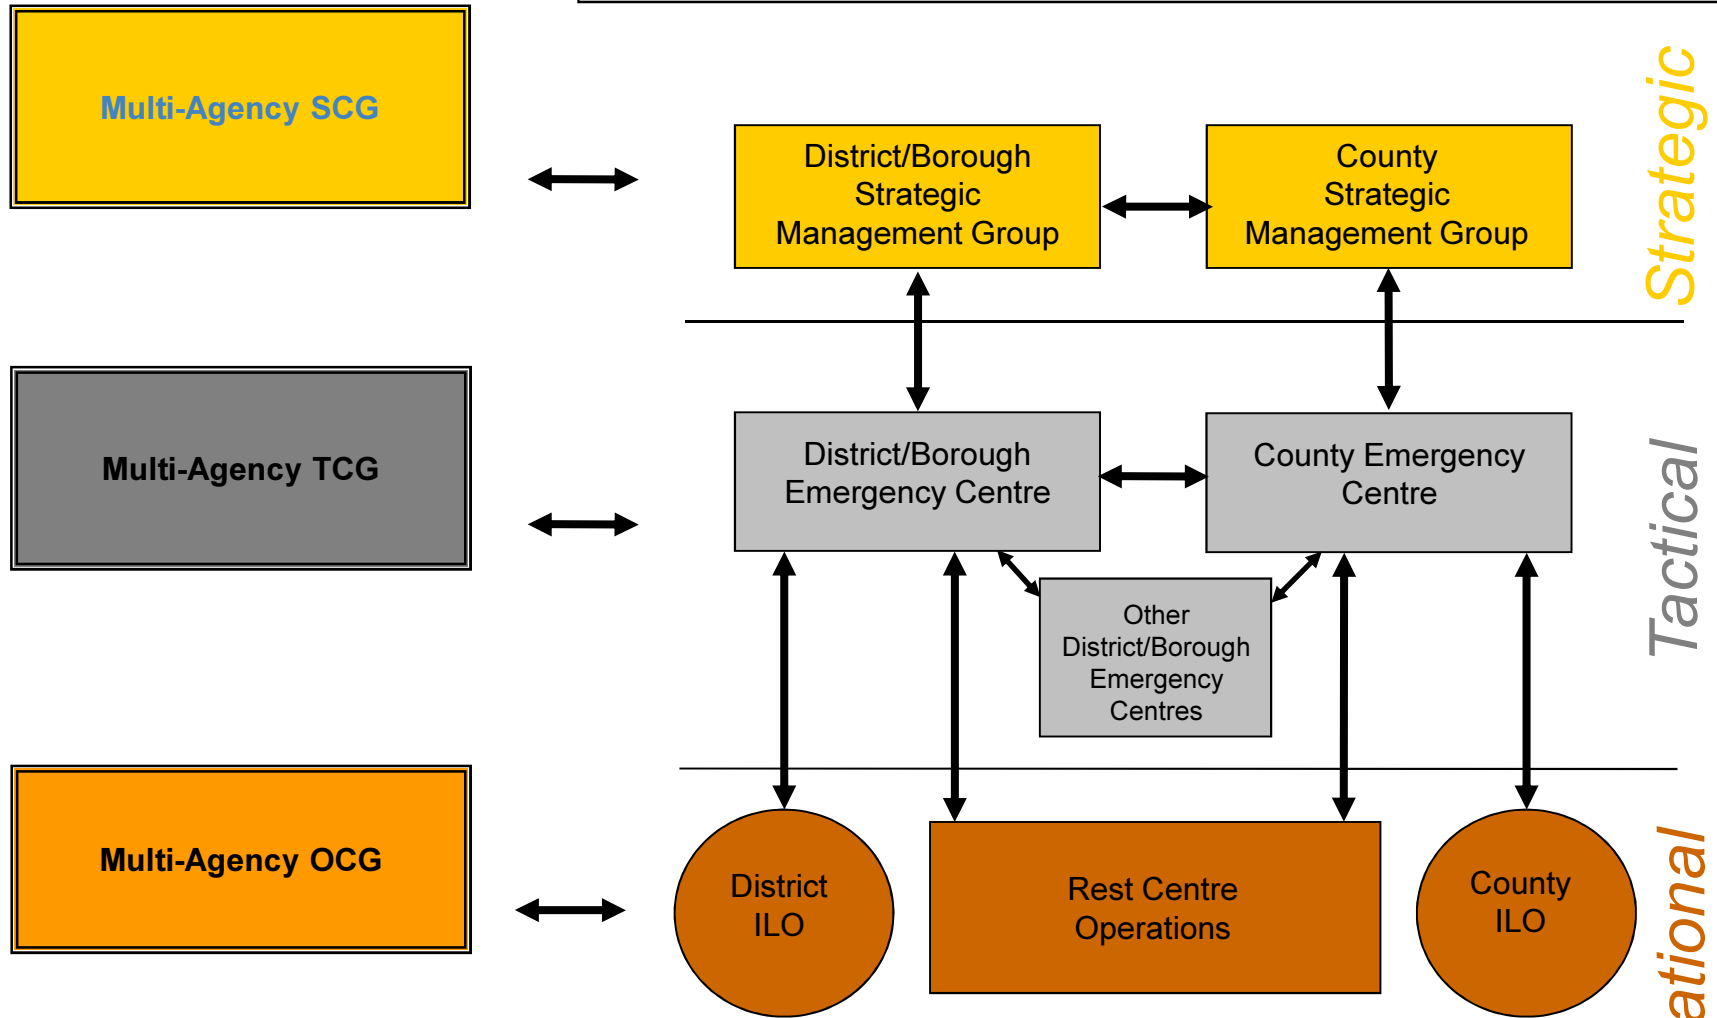 Multi-Agency SCG
District/Borough
Strategic
Management Group
County
Strategic
Management Group
Strategic
Multi-Agency TCG
District/Borough
Emergency Centre
County Emergency
Centre
Other
District/Borough
Emergency
Centres
Tactical
Multi-Agency OCG
District
ILO
Rest Centre
Operations
County
ILO